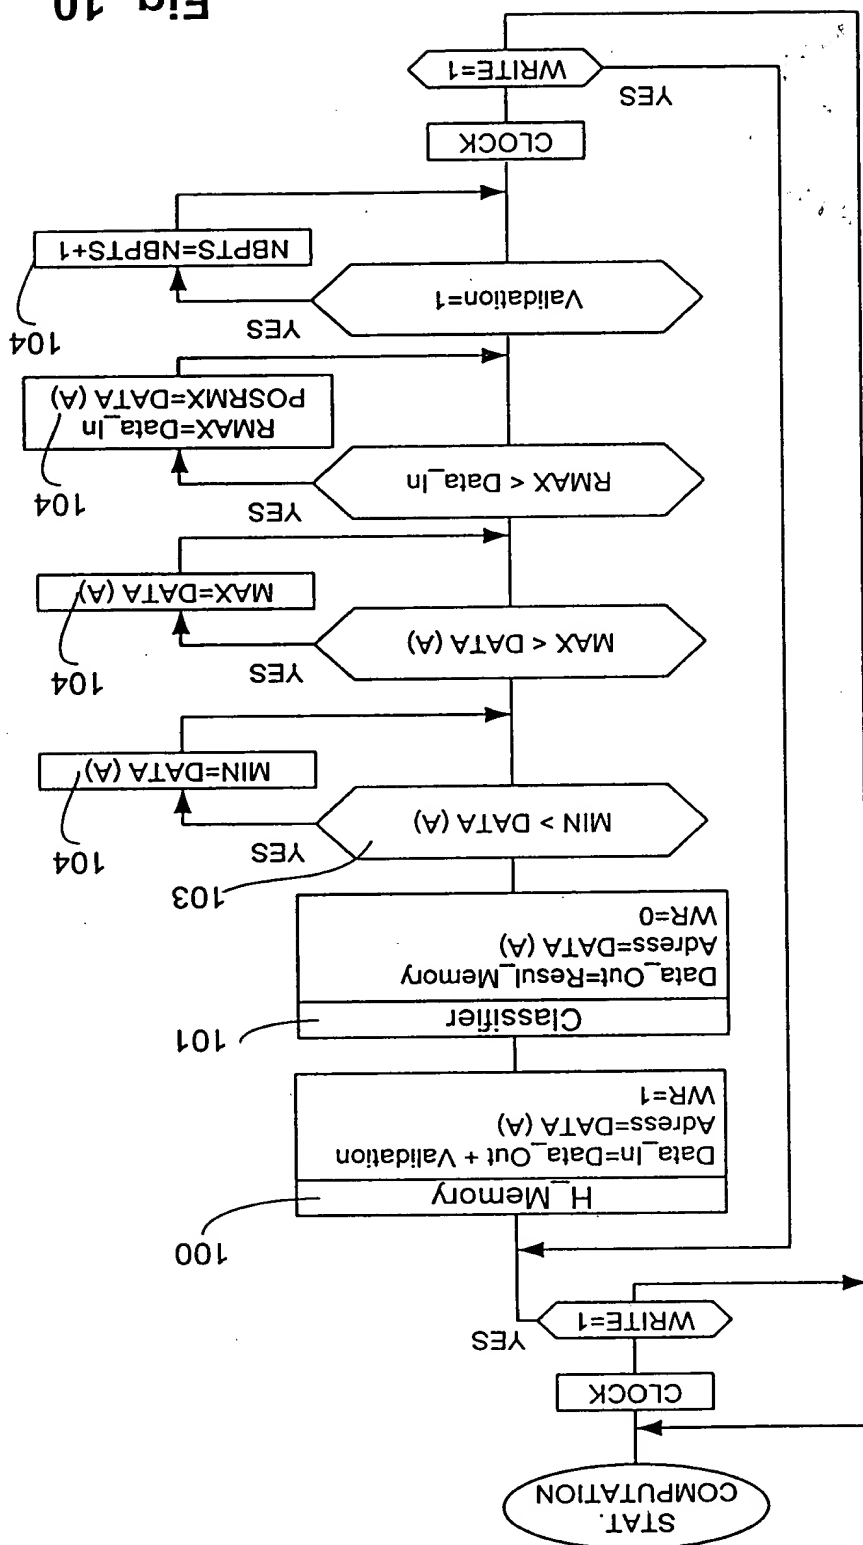 STAT.
COMPUTATION
CLOCK
WRITE=1
YES
100
H_Memory
Data_In=Data_Out + Validation
Adress=DATA (A)
WR=1
101
Classifier
Data_Out=Resul_Memory
Adress=DATA (A)
WR=0
103
MIN > DATA (A)
YES
MIN=DATA (A)
104
MAX < DATA (A)
YES
MAX=DATA (A)
104
RMAX < Data_In
YES
RMAX=Data_In
POSRMX=DATA (A)
104
Validation=1
YES
NBPTS=NBPTS+1
104
CLOCK
WRITE=1
YES
Fig. 10